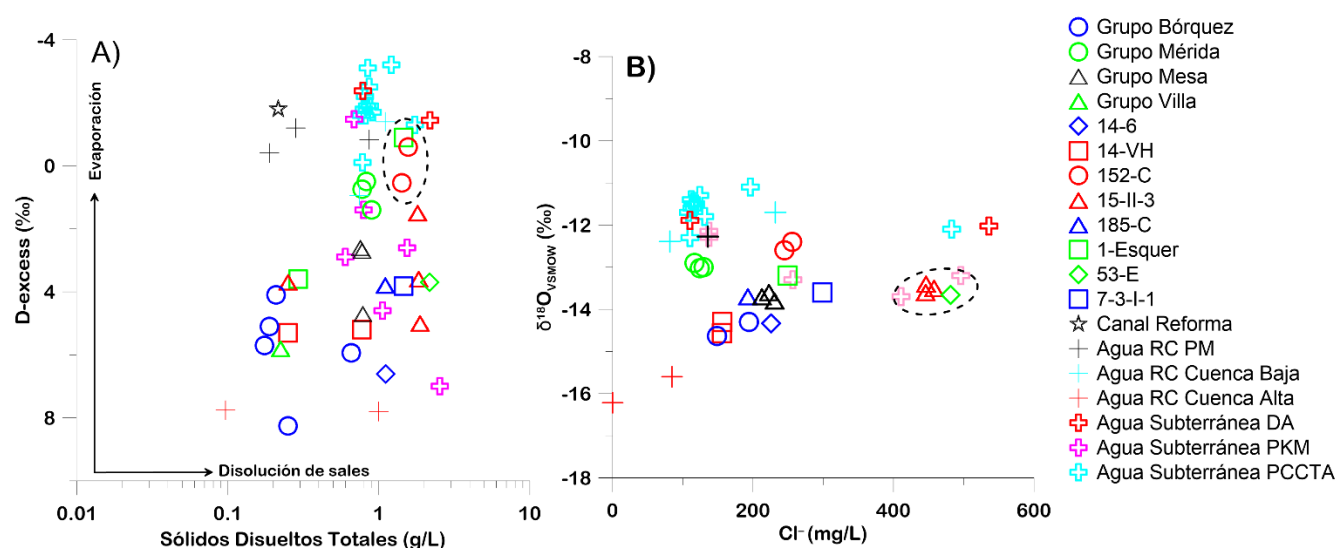 A)
-4
0
4
8
D-excess (‰)
Evaporación
Disolución de sales
0.01
0.1
1
10
Sólidos Disueltos Totales (g/L)
B)
-8
-10
-12
-14
-16
-18
δ¹⁸O VSMOW (‰)
0
200
400
600
Cl⁻ (mg/L)
Grupo Bórquez
Grupo Mérida
Grupo Mesa
Grupo Villa
14-6
14-VH
152-C
15-II-3
185-C
1-Esquer
53-E
7-3-I-1
Canal Reforma
Agua RC PM
Agua RC Cuenca Baja
Agua RC Cuenca Alta
Agua Subterránea DA
Agua Subterránea PKM
Agua Subterránea PCCTA